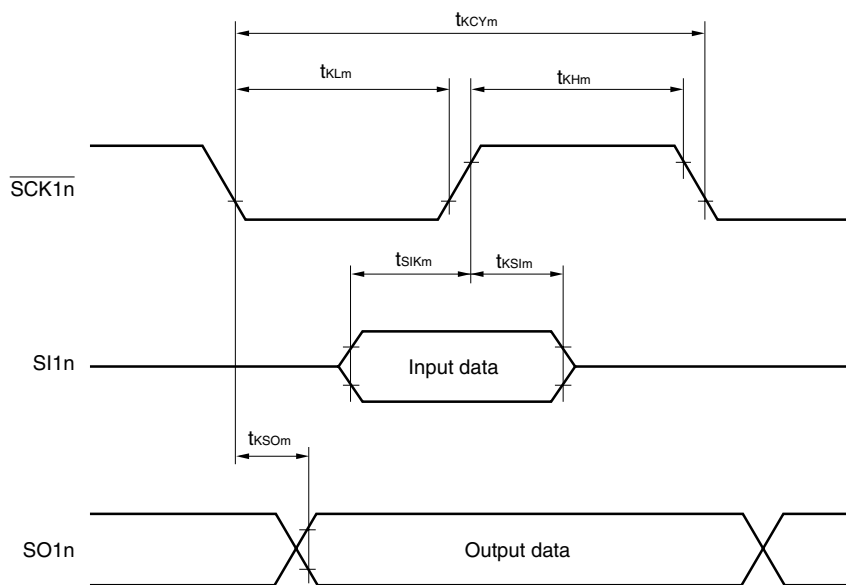 tKCYm
tKLm
tKHm
SCK1n
tSIKm
tKSIm
SI1n
Input data
tKSOm
SO1n
Output data